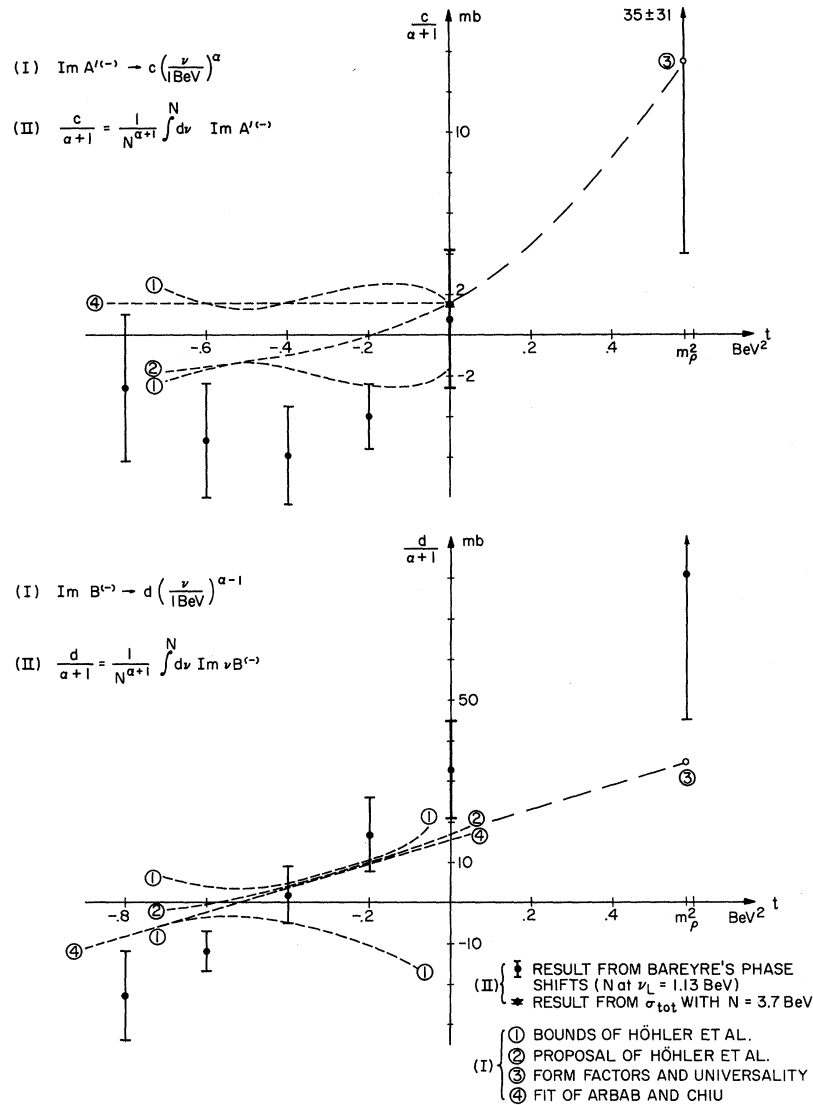 c/(α+1) mb
35±31
(I) Im A'⁽⁻⁾ → c(ν/1BeV)^α
③
(II) c/(α+1) = 1/N^(α+1) ∫^N dν Im A'⁽⁻⁾
10
①
④
2
-.6 -.4 -.2 .2 .4 m²ρ BeV² t
②
①
-2
d/(α+1) mb
(I) Im B⁽⁻⁾ → d(ν/1BeV)^(α-1)
(II) d/(α+1) = 1/N^(α+1) ∫^N dν Im νB⁽⁻⁾
50
③
① ②
④
①
10
②
-.8 -.4 -.2 .2 .4 m²ρ BeV² t
①
④
-10
①
(II) { RESULT FROM BAREYRE'S PHASE
SHIFTS (N at νL = 1.13 BeV)
RESULT FROM σtot WITH N = 3.7 BeV
(I) { ① BOUNDS OF HÖHLER ET AL.
② PROPOSAL OF HÖHLER ET AL.
③ FORM FACTORS AND UNIVERSALITY
④ FIT OF ARBAB AND CHIU